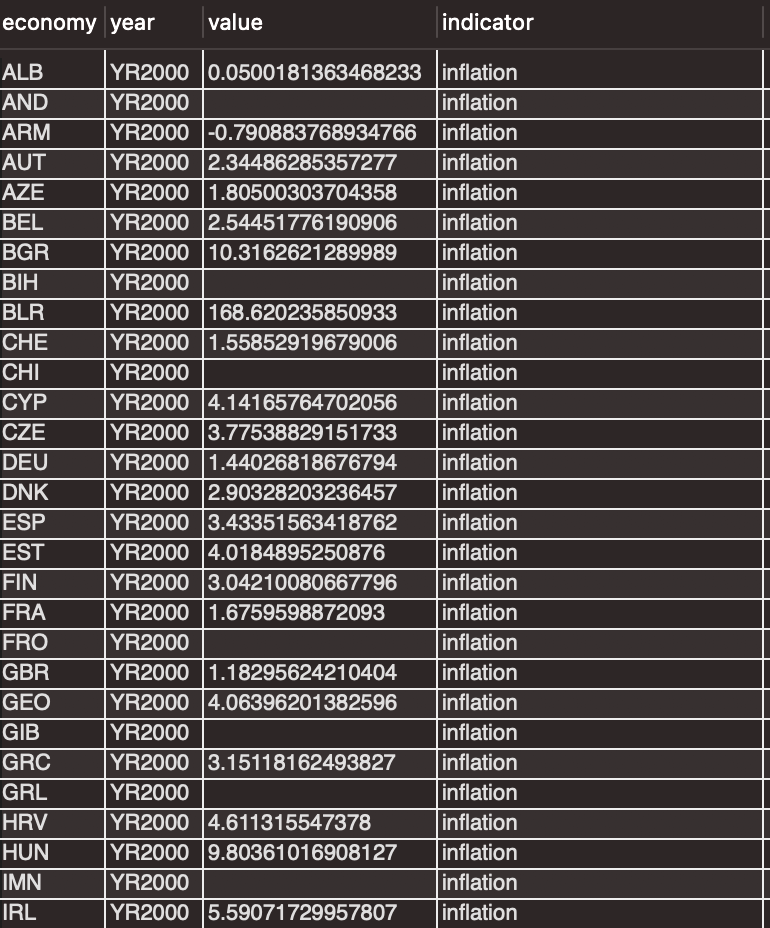 economy year value indicator
ALB YR2000 0.0500181363468233 inflation
AND YR2000 inflation
ARM YR2000 -0.790883768934766 inflation
AUT YR2000 2.34486285357277 inflation
AZE YR2000 1.80500303704358 inflation
BEL YR2000 2.54451776190906 inflation
BGR YR2000 10.3162621289989 inflation
BIH YR2000 inflation
BLR YR2000 168.620235850933 inflation
CHE YR2000 1.55852919679006 inflation
CHI YR2000 inflation
CYP YR2000 4.14165764702056 inflation
CZE YR2000 3.77538829151733 inflation
DEU YR2000 1.44026818676794 inflation
DNK YR2000 2.90328203236457 inflation
ESP YR2000 3.43351563418762 inflation
EST YR2000 4.0184895250876 inflation
FIN YR2000 3.04210080667796 inflation
FRA YR2000 1.6759598872093 inflation
FRO YR2000 inflation
GBR YR2000 1.18295624210404 inflation
GEO YR2000 4.06396201382596 inflation
GIB YR2000 inflation
GRC YR2000 3.15118162493827 inflation
GRL YR2000 inflation
HRV YR2000 4.611315547378 inflation
HUN YR2000 9.80361016908127 inflation
IMN YR2000 inflation
IRL YR2000 5.59071729957807 inflation